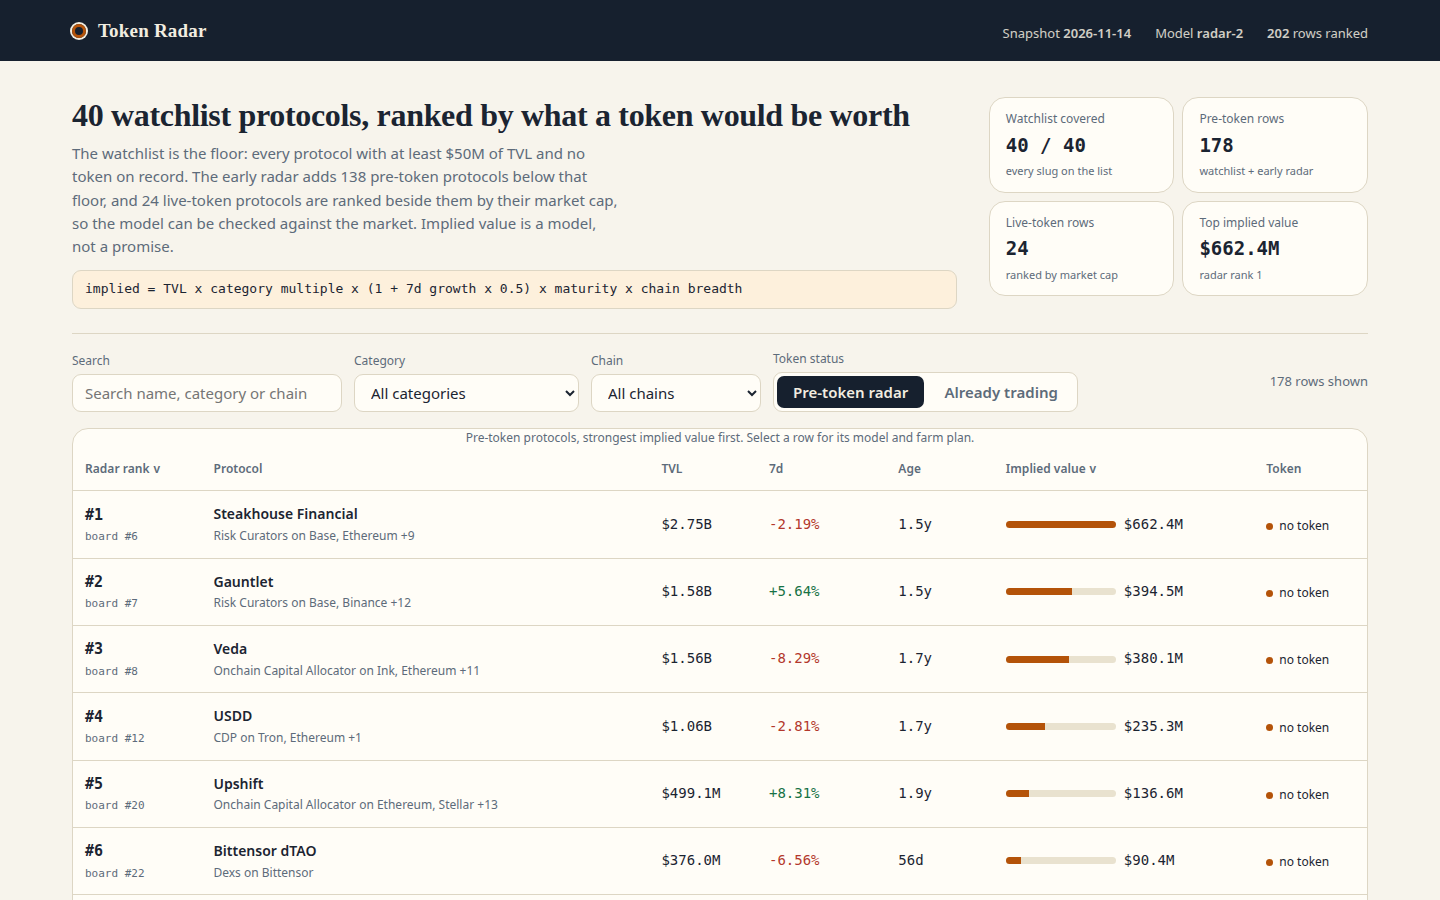 Token Radar
Snapshot 2026-11-14 Model radar-2 202 rows ranked
40 watchlist protocols, ranked by what a token would be worth
The watchlist is the floor: every protocol with at least $50M of TVL and no
token on record. The early radar adds 138 pre-token protocols below that
floor, and 24 live-token protocols are ranked beside them by their market cap,
so the model can be checked against the market. Implied value is a model,
not a promise.
implied = TVL x category multiple x (1 + 7d growth x 0.5) x maturity x chain breadth
Watchlist covered
40 / 40
every slug on the list
Pre-token rows
178
watchlist + early radar
Live-token rows
24
ranked by market cap
Top implied value
$662.4M
radar rank 1
Search
Search name, category or chain
Category
All categories
Chain
All chains
Token status
Pre-token radar Already trading
178 rows shown
Pre-token protocols, strongest implied value first. Select a row for its model and farm plan.
Radar rank v Protocol TVL 7d Age Implied value v Token
#1 Steakhouse Financial $2.75B -2.19% 1.5y $662.4M no token
board #6 Risk Curators on Base, Ethereum +9
#2 Gauntlet $1.58B +5.64% 1.5y $394.5M no token
board #7 Risk Curators on Base, Binance +12
#3 Veda $1.56B -8.29% 1.7y $380.1M no token
board #8 Onchain Capital Allocator on Ink, Ethereum +11
#4 USDD $1.06B -2.81% 1.7y $235.3M no token
board #12 CDP on Tron, Ethereum +1
#5 Upshift $499.1M +8.31% 1.9y $136.6M no token
board #20 Onchain Capital Allocator on Ethereum, Stellar +13
#6 Bittensor dTAO $376.0M -6.56% 56d $90.4M no token
board #22 Dexs on Bittensor